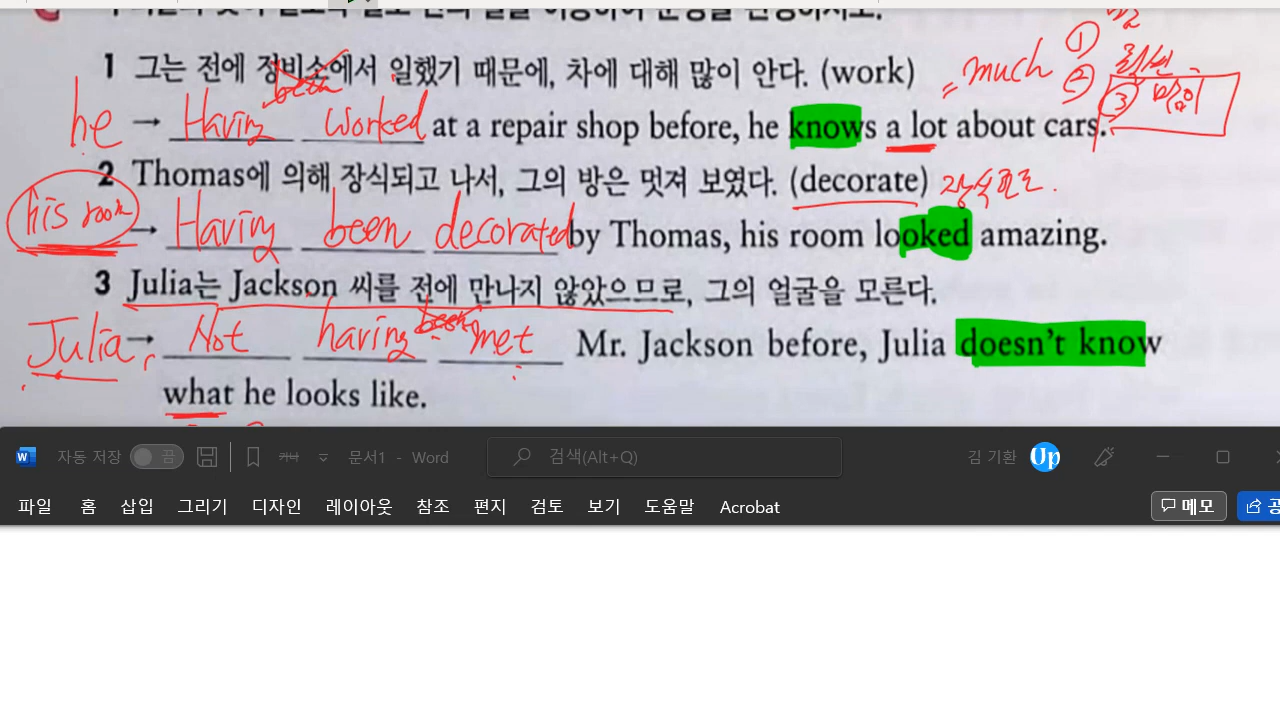 1 그는 전에 정비소에서 일했기 때문에, 차에 대해 많이 안다. (work)
= much ① ②
been
he → Having worked at a repair shop before, he knows a lot about cars. ③
2 Thomas에 의해 장식되고 나서, 그의 방은 멋져 보였다. (decorate)
his room → Having been decorated by Thomas, his room looked amazing.
3 Julia는 Jackson 씨를 전에 만나지 않았으므로, 그의 얼굴을 모른다.
Julia → Not having been met Mr. Jackson before, Julia doesn't know
what he looks like.
자동 저장 끔 문서1 - Word 검색(Alt+Q) 김 기환 Up
파일 홈 삽입 그리기 디자인 레이아웃 참조 편지 검토 보기 도움말 Acrobat 메모